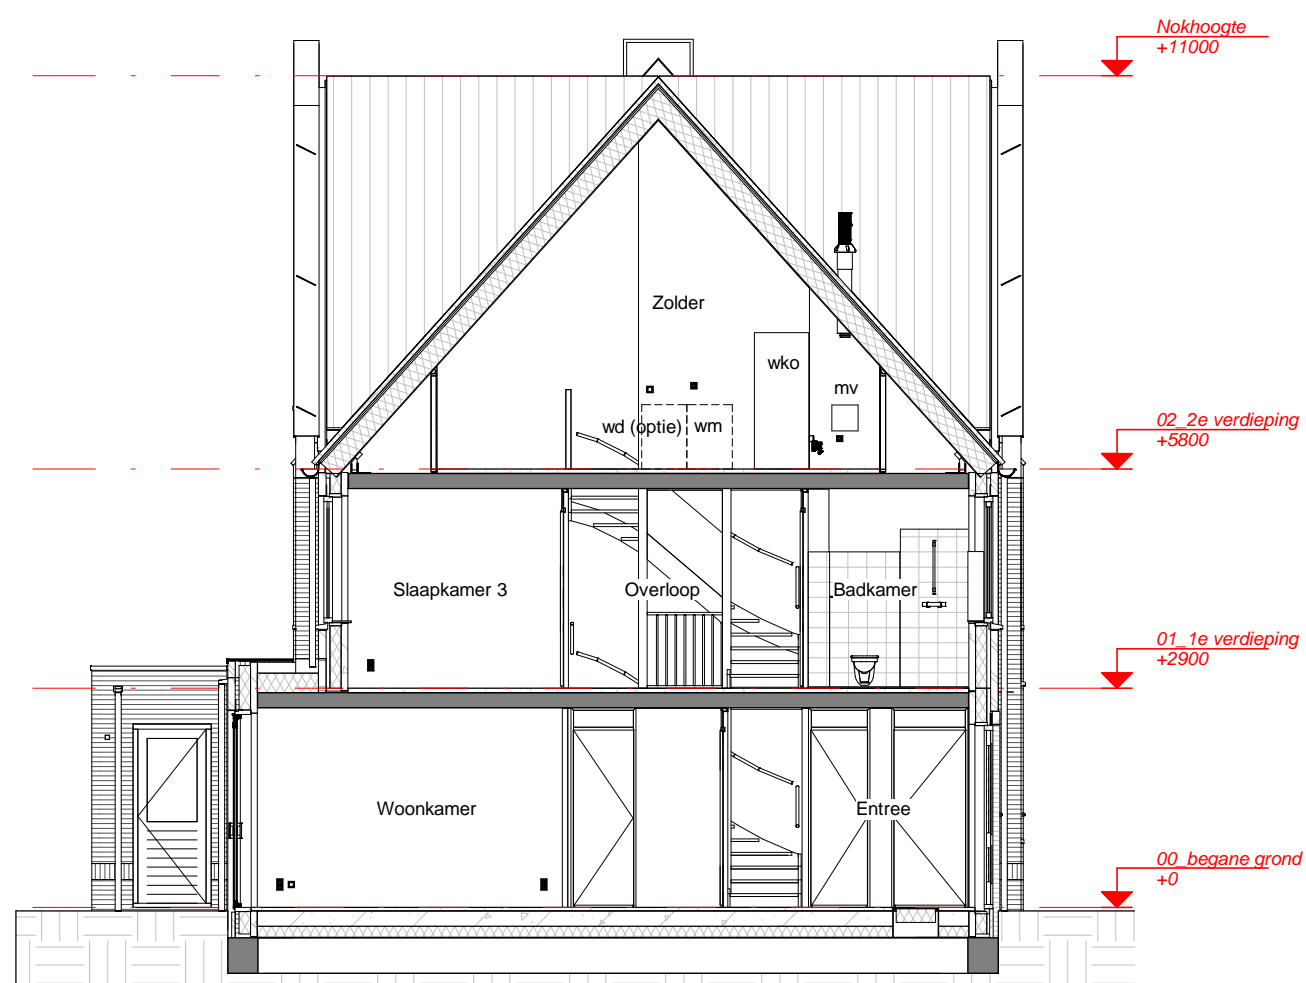 Nokhoogte
+11000
Zolder
wko
mv
wd (optie)
wm
02_2e verdieping
+5800
Slaapkamer 3
Overloop
Badkamer
01_1e verdieping
+2900
Woonkamer
Entree
00_begane grond
+0